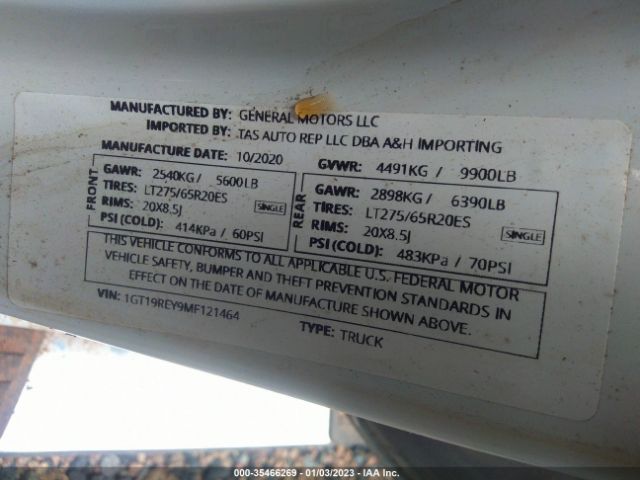 MANUFACTURED BY: GENERAL MOTORS LLC
IMPORTED BY: TAS AUTO REP LLC DBA A&H IMPORTING
MANUFACTURE DATE: 10/2020 GVWR: 4491KG / 9900LB
FRONT
GAWR: 2540KG / 5600LB
TIRES: LT275/65R20ES
RIMS: 20X8.5J SINGLE
PSI (COLD): 414KPa / 60PSI
REAR
GAWR: 2898KG / 6390LB
TIRES: LT275/65R20ES
RIMS: 20X8.5J SINGLE
PSI (COLD): 483KPa / 70PSI
THIS VEHICLE CONFORMS TO ALL APPLICABLE U.S. FEDERAL MOTOR
VEHICLE SAFETY, BUMPER AND THEFT PREVENTION STANDARDS IN
EFFECT ON THE DATE OF MANUFACTURE SHOWN ABOVE.
VIN: 1GT19REY9MF121464 TYPE: TRUCK
© - 35466269 - 01/03/2023 - IAA Inc.